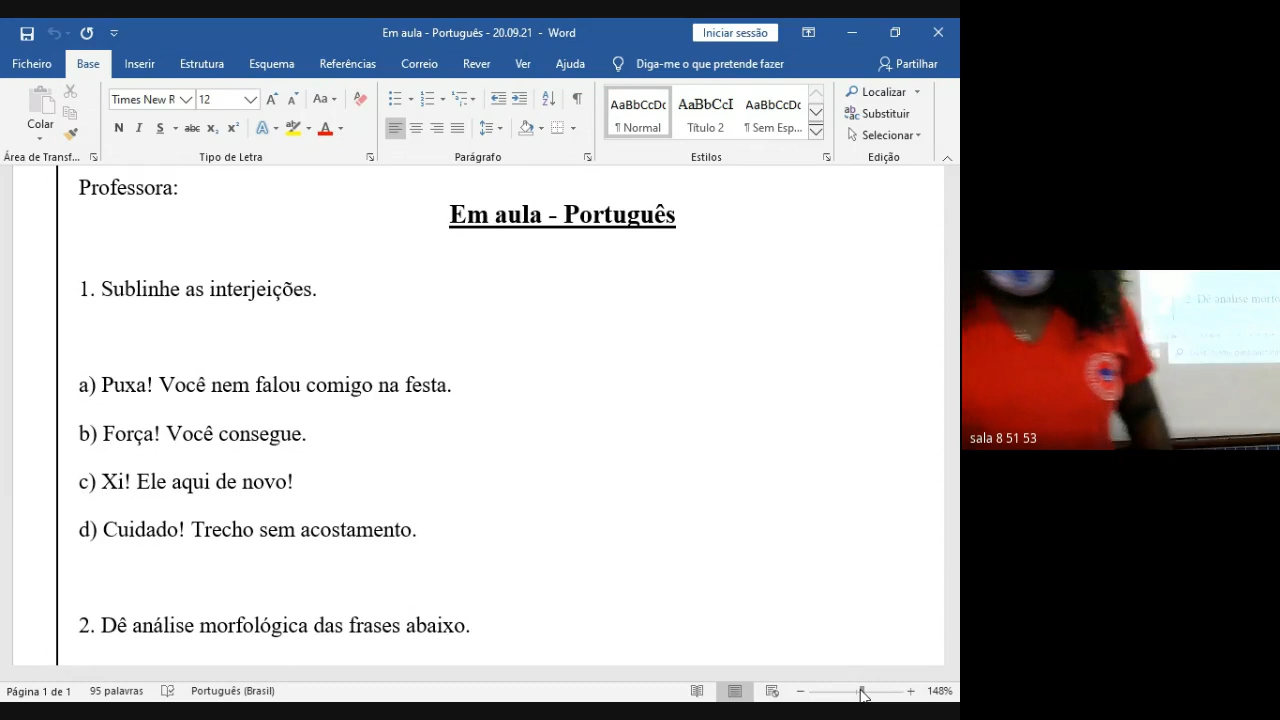 Em aula - Português - 20.09.21 - Word
Iniciar sessão
Ficheiro Base Inserir Estrutura Esquema Referências Correio Rever Ver Ajuda Diga-me o que pretende fazer Partilhar
Colar
Times New R 12
Aa
N I S abc x₂ x²
AaBbCcDc AaBbCcI AaBbCcDc
¶ Normal Título 2 ¶ Sem Esp...
Localizar
Substituir
Selecionar
Área de Transf... Tipo de Letra Parágrafo Estilos Edição
Professora:
Em aula - Português
1. Sublinhe as interjeições.
a) Puxa! Você nem falou comigo na festa.
b) Força! Você consegue.
c) Xi! Ele aqui de novo!
d) Cuidado! Trecho sem acostamento.
2. Dê análise morfológica das frases abaixo.
Página 1 de 1 95 palavras Português (Brasil) 148%
sala 8 51 53